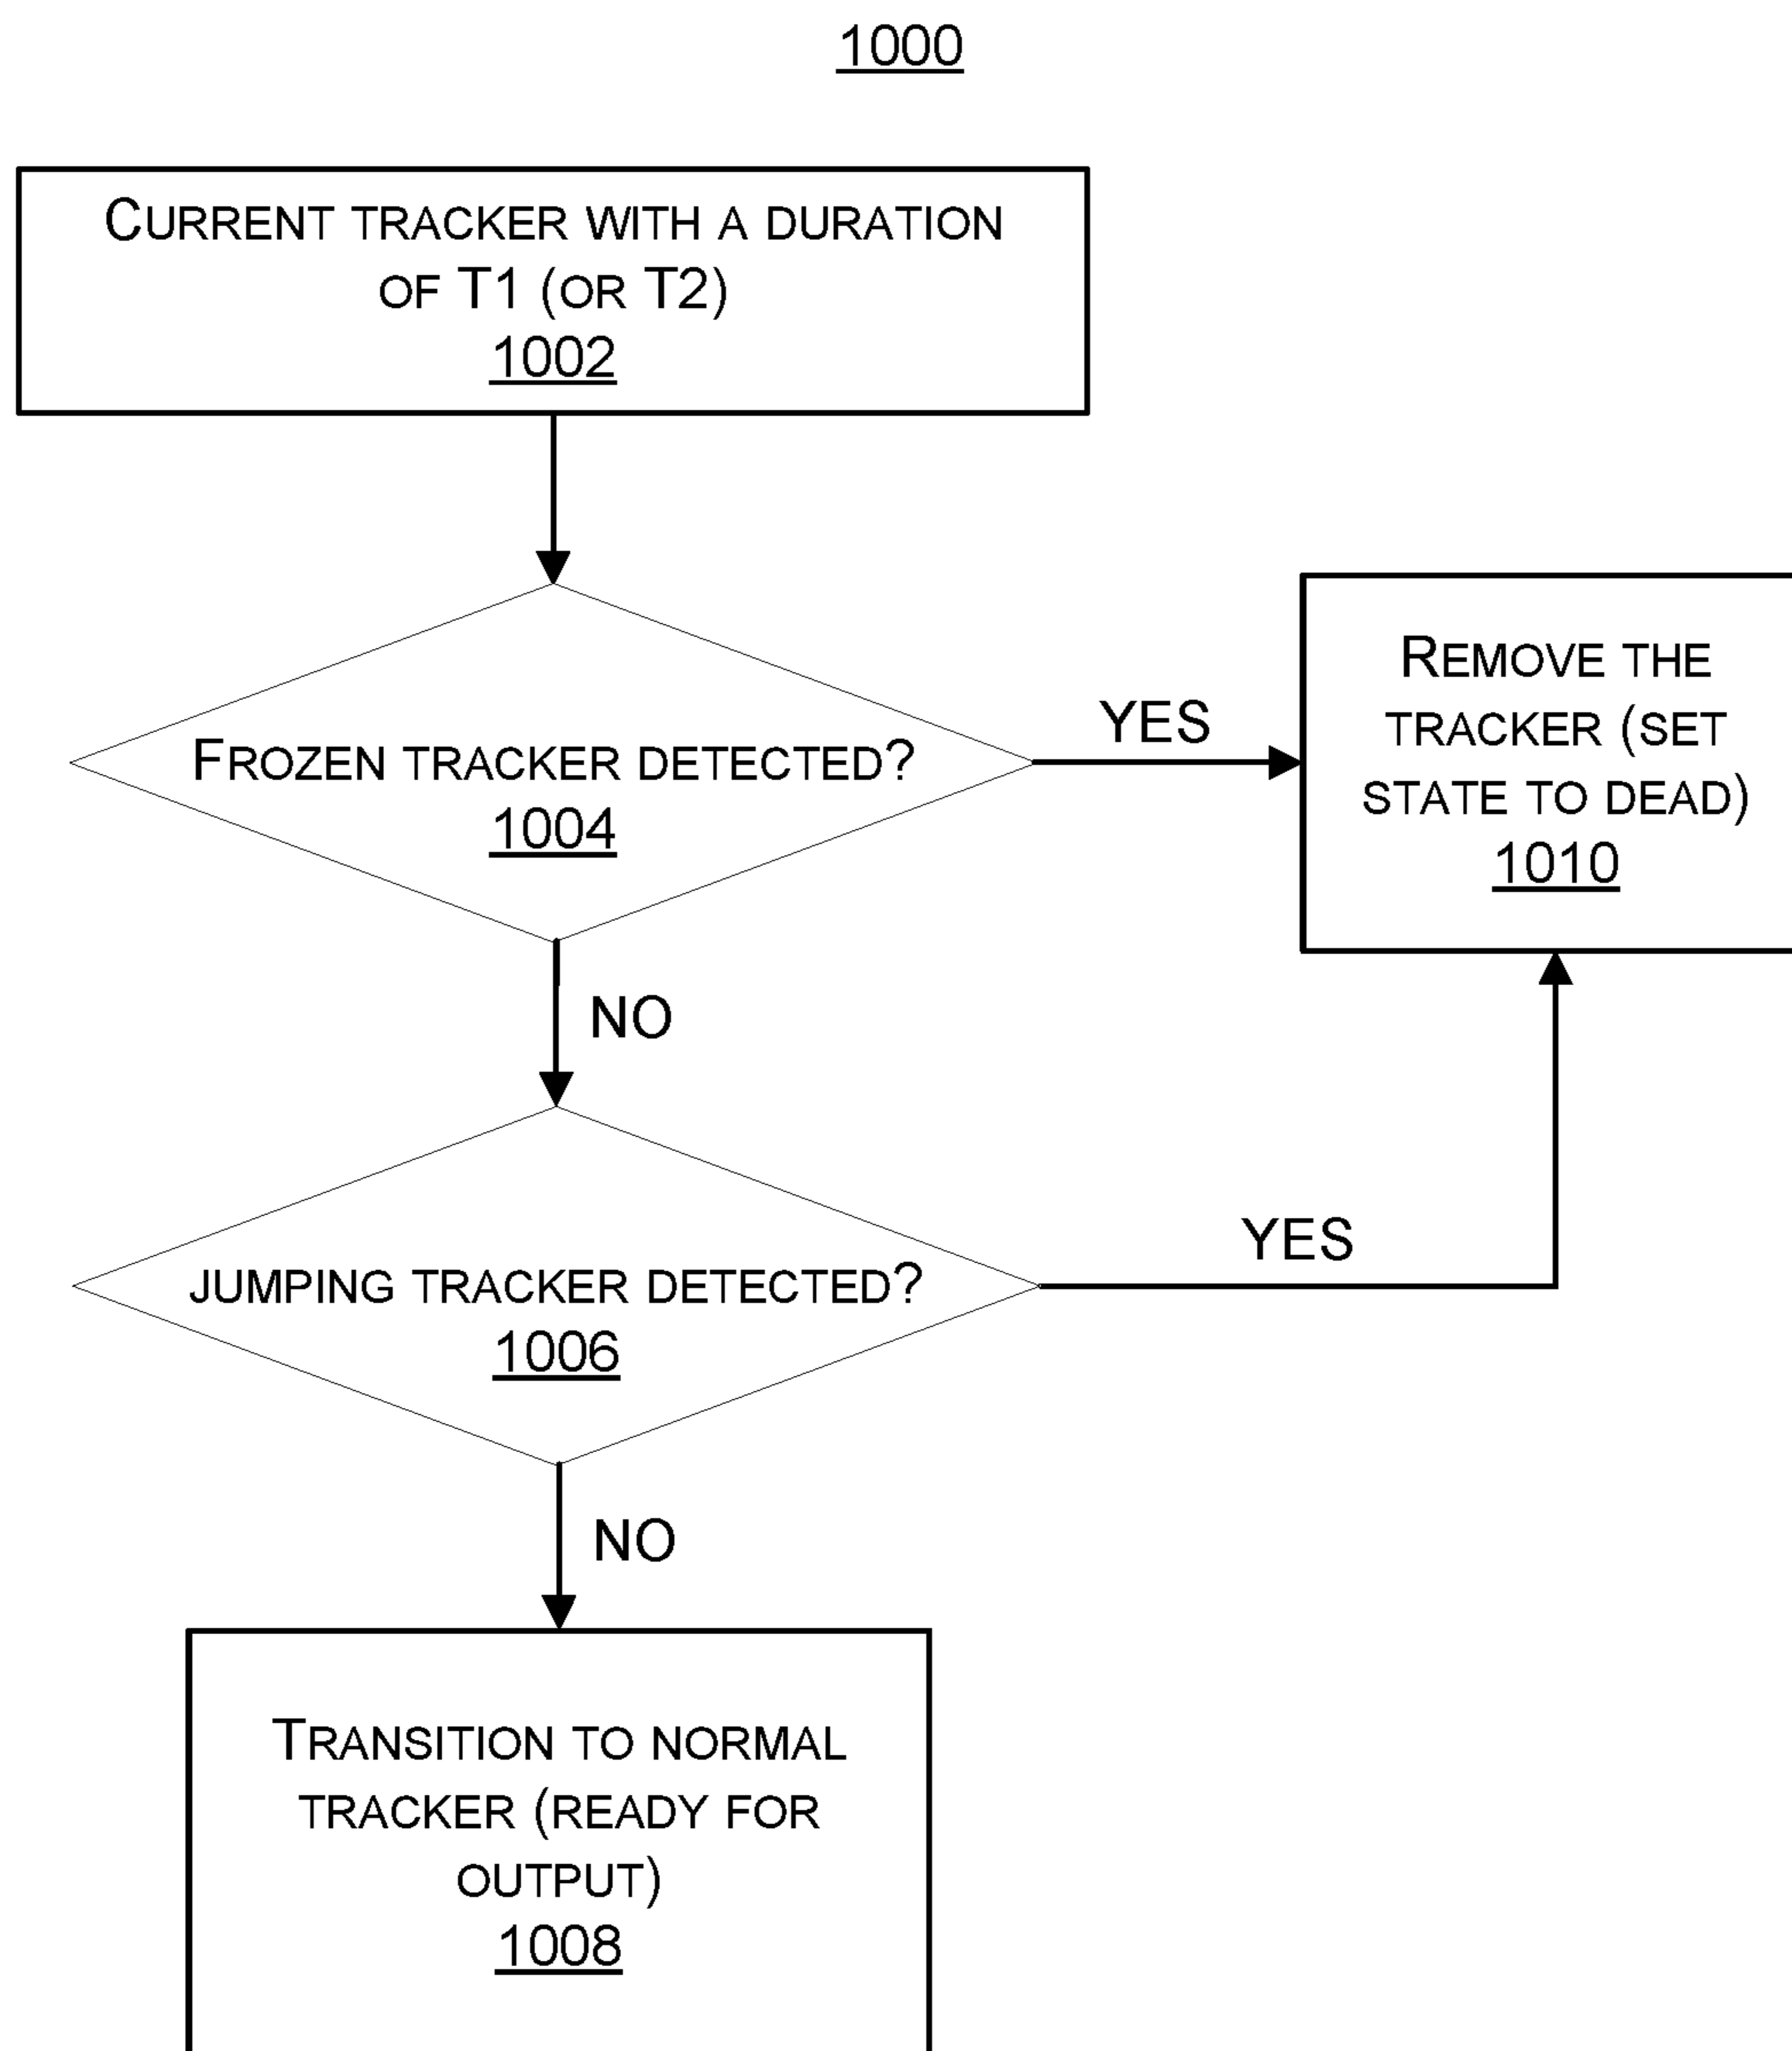 1000
Current tracker with a duration
of T1 (or T2)
1002
Frozen tracker detected?
1004
YES
Remove the
tracker (set
state to dead)
1010
NO
jumping tracker detected?
1006
YES
NO
Transition to normal
tracker (ready for
output)
1008